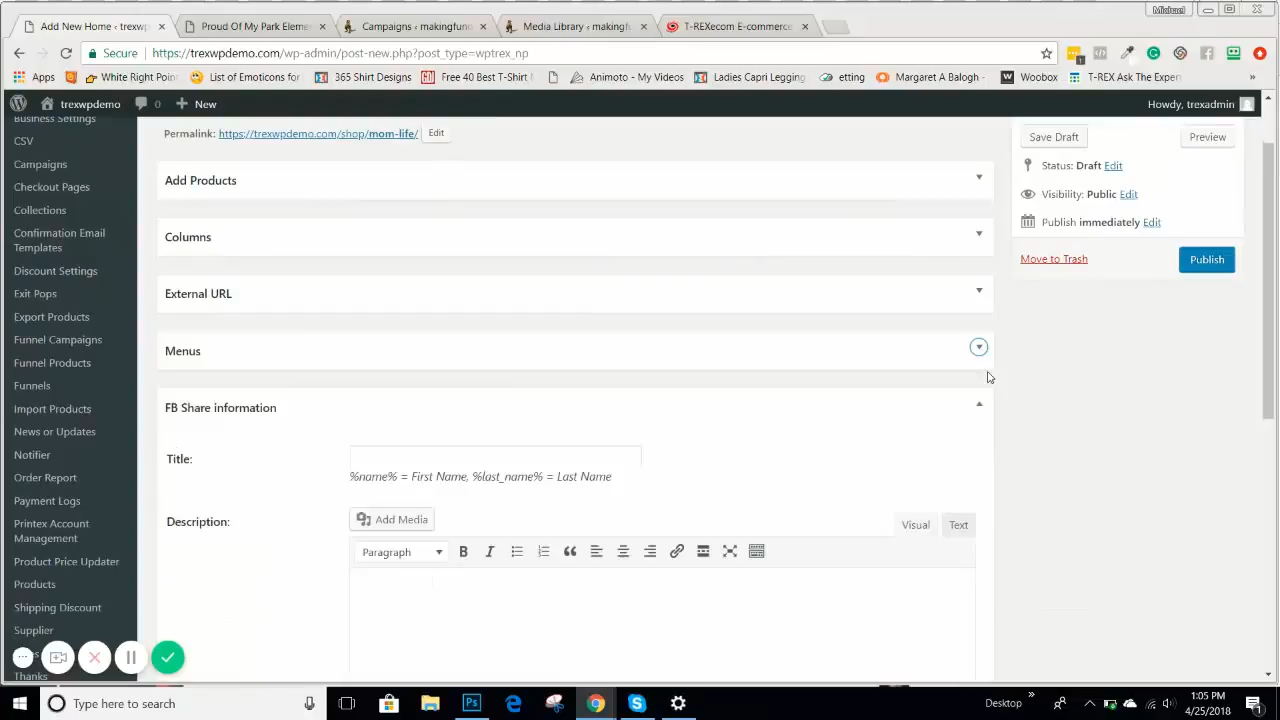 Michael
Add New Home ‹ trexwp
Proud Of My Park Eleme
Campaigns ‹ makingfun
Media Library ‹ makingf
T-REXecom E-commerce
Secure
https://trexwpdemo.com/wp-admin/post-new.php?post_type=wptrex_np
1
Apps
White Right Poin
List of Emoticons for
365 Shirt Designs
Free 40 Best T-Shirt
Animoto - My Videos
Ladies Capri Legging
etting
Margaret A Balogh -
Woobox
T-REX Ask The Exper
»
trexwpdemo
0
New
Howdy, trexadmin
Business Settings
CSV
Campaigns
Checkout Pages
Collections
Confirmation Email
Templates
Discount Settings
Exit Pops
Export Products
Funnel Campaigns
Funnel Products
Funnels
Import Products
News or Updates
Notifier
Order Report
Payment Logs
Printex Account
Management
Product Price Updater
Products
Shipping Discount
Supplier
Thanks
Permalink: https://trexwpdemo.com/shop/mom-life/ Edit
Add Products
Columns
External URL
Menus
FB Share information
Title:
%name% = First Name, %last_name% = Last Name
Description:
Add Media
Visual
Text
Paragraph
B
I
Save Draft
Preview
Status: Draft Edit
Visibility: Public Edit
Publish immediately Edit
Move to Trash
Publish
Type here to search
Ps
Desktop
»
1:05 PM
4/25/2018
1